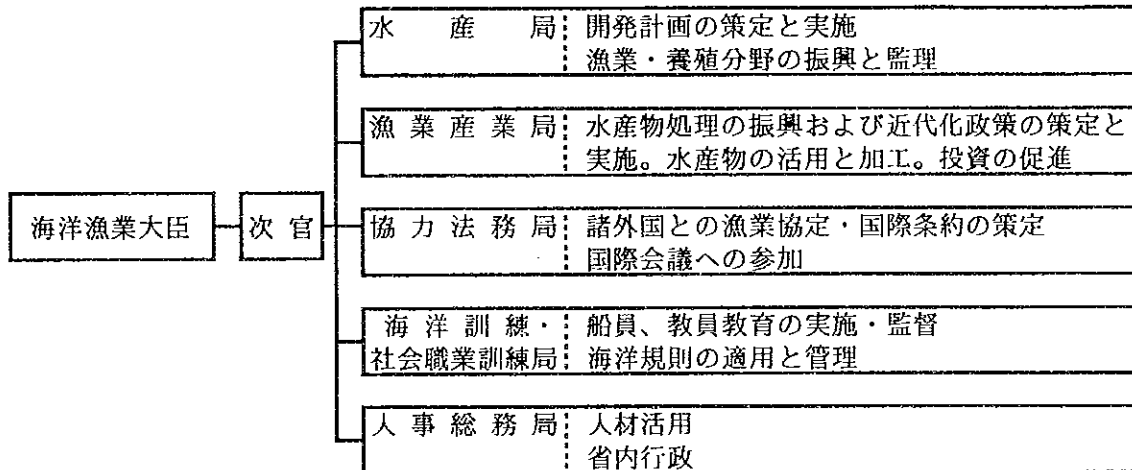 水産局 開発計画の策定と実施
漁業・養殖分野の振興と監理
漁業産業局 水産物処理の振興および近代化政策の策定と
実施。水産物の活用と加工。投資の促進
海洋漁業大臣 次官 協力法務局 諸外国との漁業協定・国際条約の策定
国際会議への参加
海洋訓練・ 船員、教員教育の実施・監督
社会職業訓練局 海洋規則の適用と管理
人事総務局 人材活用
省内行政